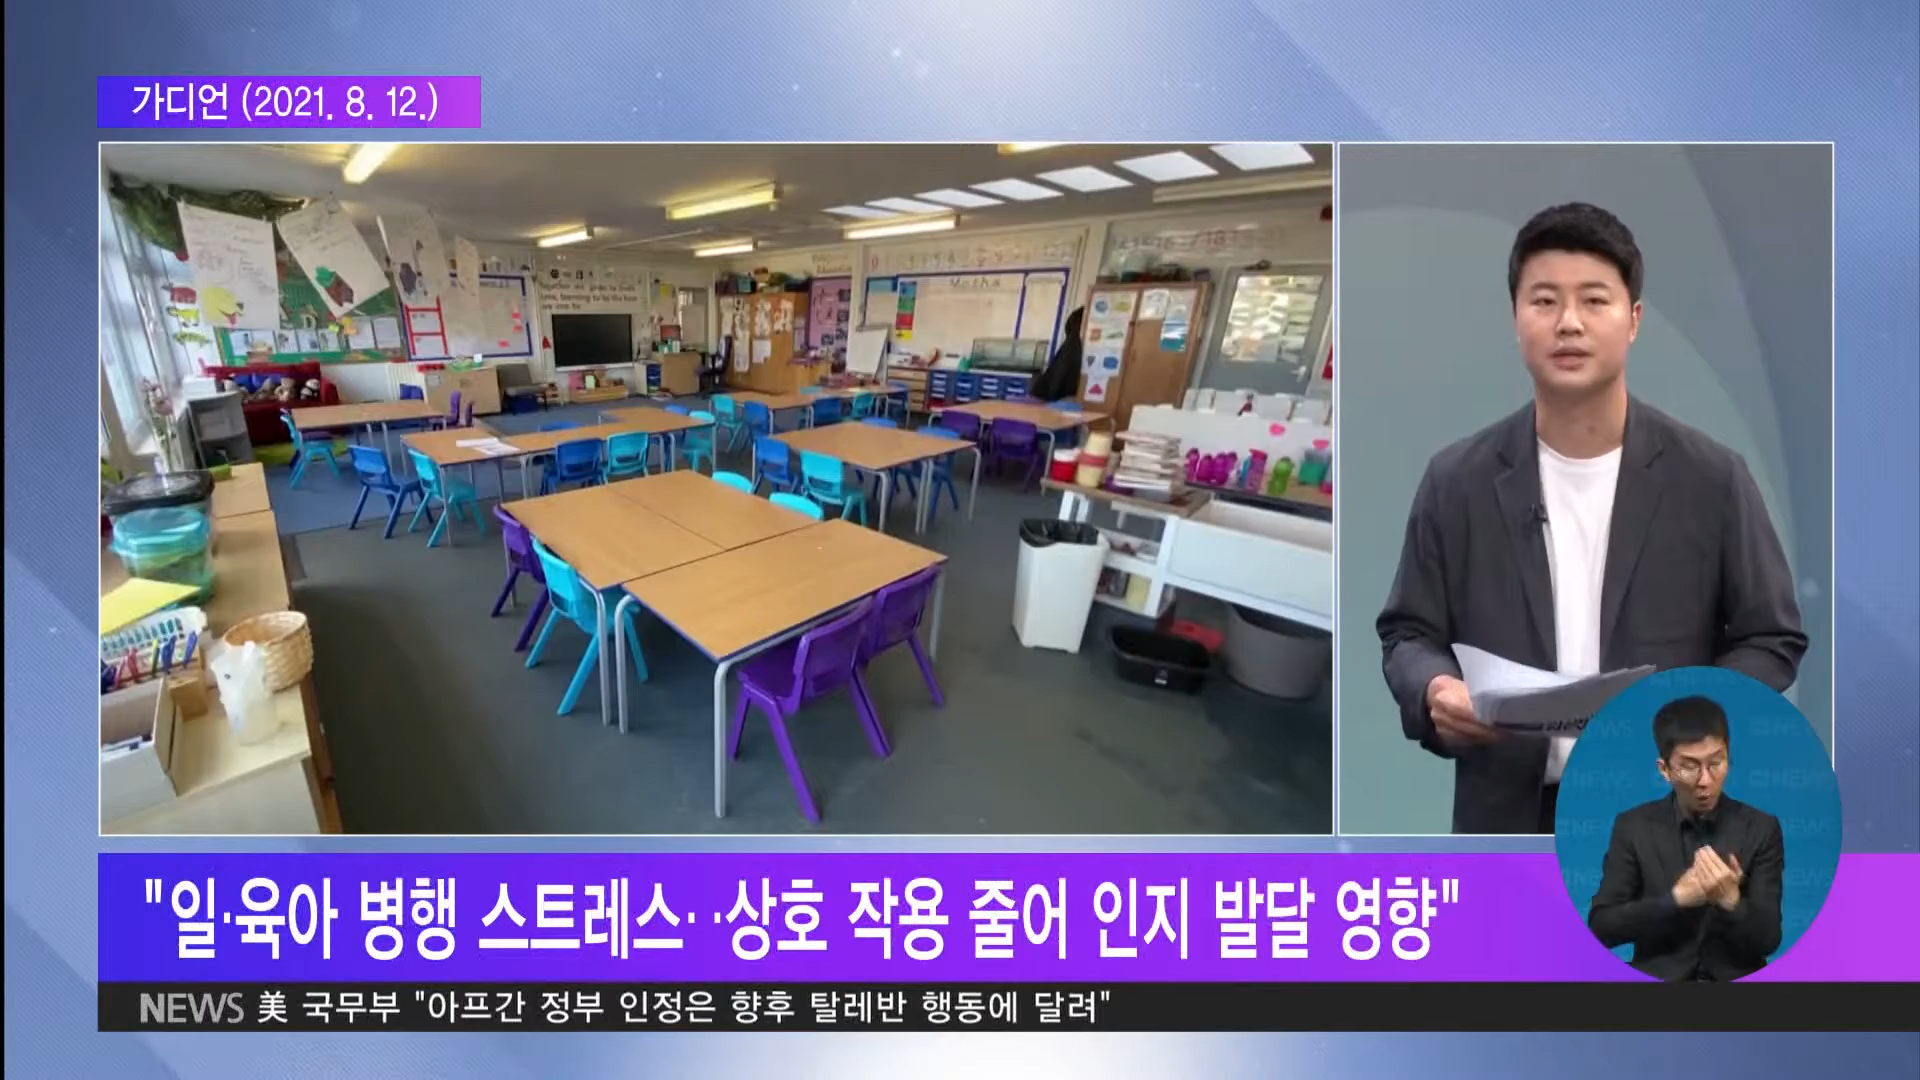 가디언 (2021. 8. 12.)
Maths
NEWS
"일·육아 병행 스트레스··상호 작용 줄어 인지 발달 영향"
NEWS 美 국무부 "아프간 정부 인정은 향후 탈레반 행동에 달려"